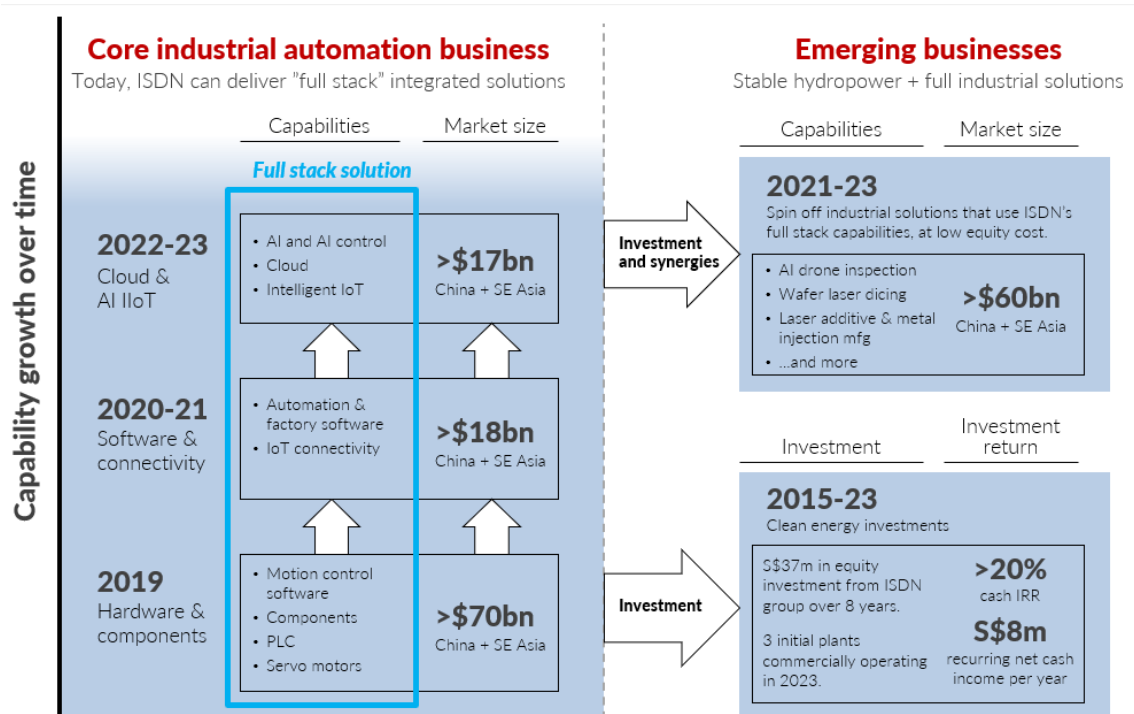 Capability growth over time
Core industrial automation business
Today, ISDN can deliver ”full stack” integrated solutions
Capabilities
Market size
Full stack solution
2022-23
Cloud &
AI IIoT
• AI and AI control
• Cloud
• Intelligent IoT
>$17bn
China + SE Asia
2020-21
Software &
connectivity
• Automation &
factory software
• IoT connectivity
>$18bn
China + SE Asia
2019
Hardware &
components
• Motion control
software
• Components
• PLC
• Servo motors
>$70bn
China + SE Asia
Investment
and synergies
Investment
Emerging businesses
Stable hydropower + full industrial solutions
Capabilities
Market size
2021-23
Spin off industrial solutions that use ISDN’s
full stack capabilities, at low equity cost.
• AI drone inspection
• Wafer laser dicing
• Laser additive & metal
injection mfg
• ...and more
>$60bn
China + SE Asia
Investment
Investment
return
2015-23
Clean energy investments
S$37m in equity
investment from ISDN
group over 8 years.
3 initial plants
commercially operating
in 2023.
>20%
cash IRR
S$8m
recurring net cash
income per year